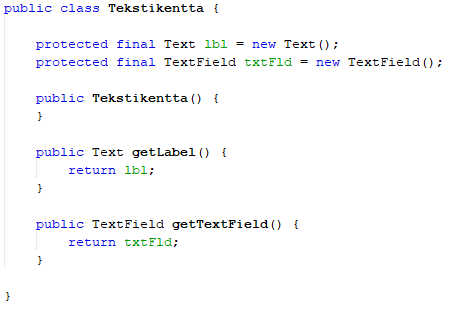 public class Tekstikentta {
protected final Text lbl = new Text();
protected final TextField txtFld = new TextField();
public Tekstikentta() {
}
public Text getLabel() {
return lbl;
}
public TextField getTextField() {
return txtFld;
}
}